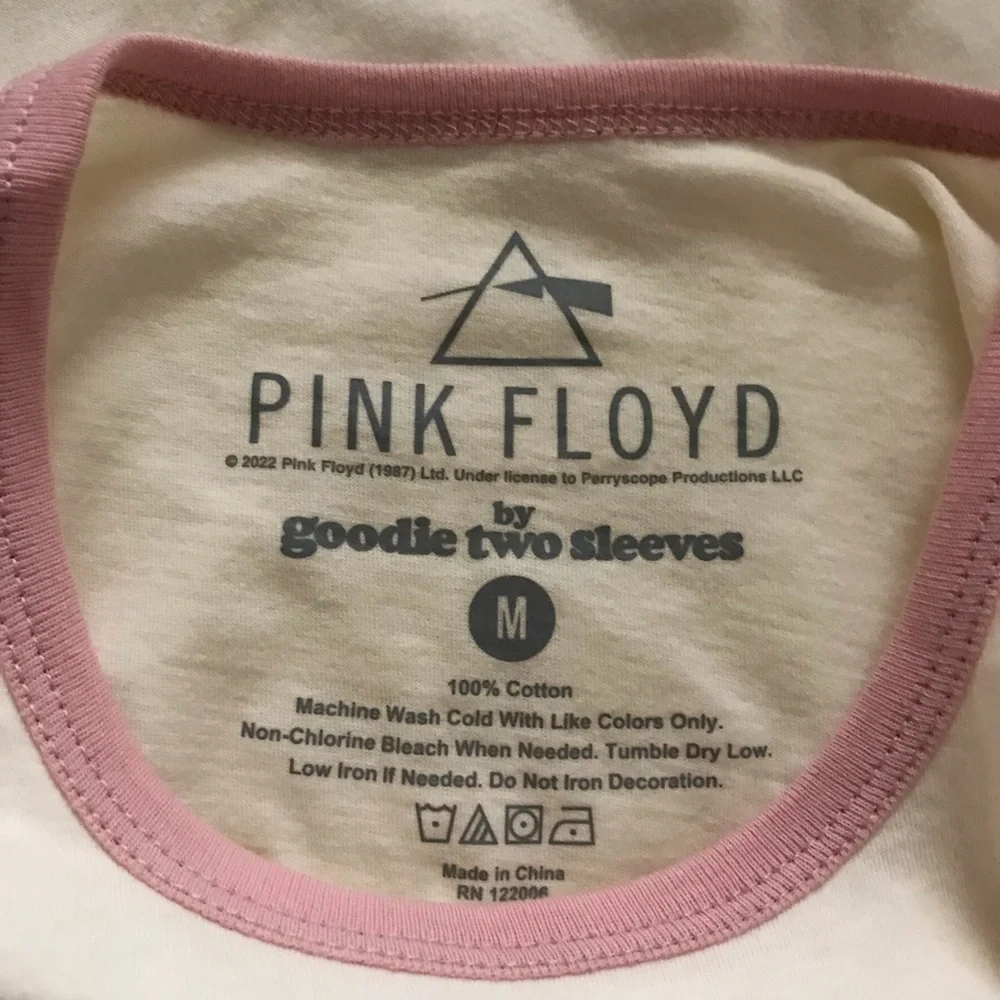 PINK FLOYD
© 2022 Pink Floyd (1987) Ltd. Under license to Perryscope Productions LLC
by
goodie two sleeves
M
100% Cotton
Machine Wash Cold With Like Colors Only.
Non-Chlorine Bleach When Needed. Tumble Dry Low.
Low Iron If Needed. Do Not Iron Decoration.
Made in China
RN 122006